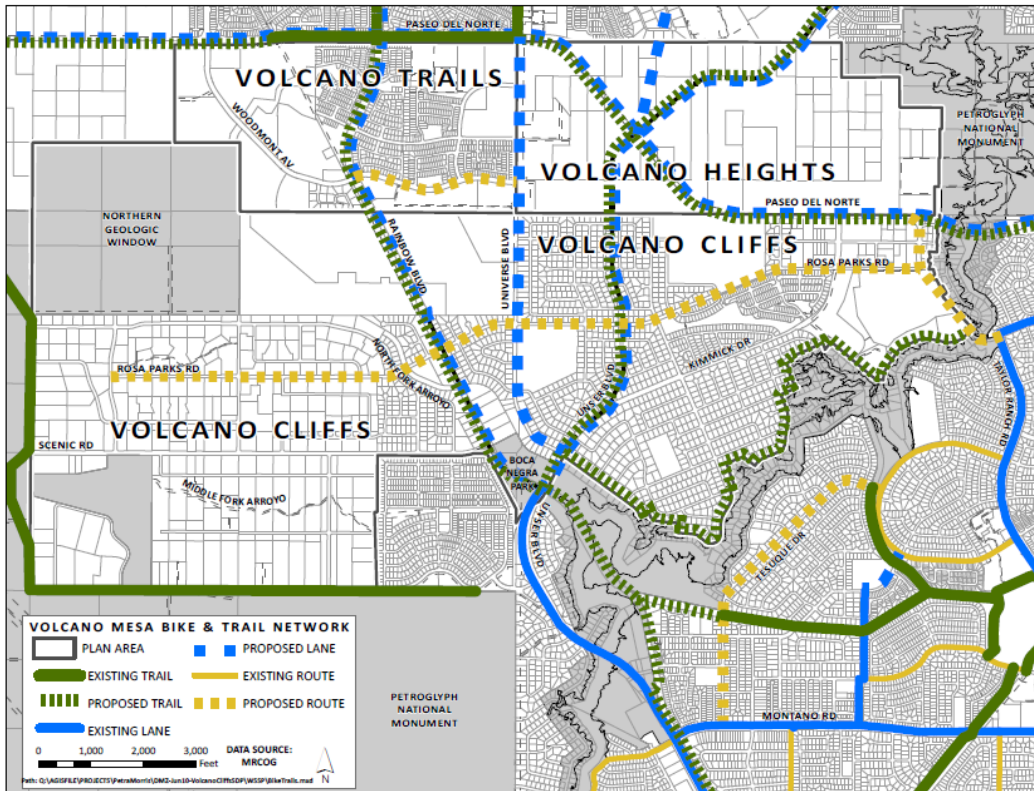 PASEO DEL NORTE
VOLCANO TRAILS
WOODMONT AV
PETROGLYPH
NATIONAL
MONUMENT
VOLCANO HEIGHTS
PASEO DEL NORTE
NORTHERN
GEOLOGIC
WINDOW
RAINBOW BLVD
UNIVERSE BLVD
VOLCANO CLIFFS
ROSA PARKS RD
KIMMICK DR
NORTH FORK ARROYO
ROSA PARKS RD
UNSER BLVD
TAYLOR RANCH RD
VOLCANO CLIFFS
SCENIC RD
BOCA
NEGRA
PARK
MIDDLE FORK ARROYO
UNSER BLVD
TESUQUE DR
VOLCANO MESA BIKE & TRAIL NETWORK
PLAN AREA
PROPOSED LANE
EXISTING TRAIL
EXISTING ROUTE
PROPOSED TRAIL
PROPOSED ROUTE
EXISTING LANE
0 1,000 2,000 3,000
Feet
DATA SOURCE:
MRCOG
N
PETROGLYPH
NATIONAL
MONUMENT
MONTANO RD